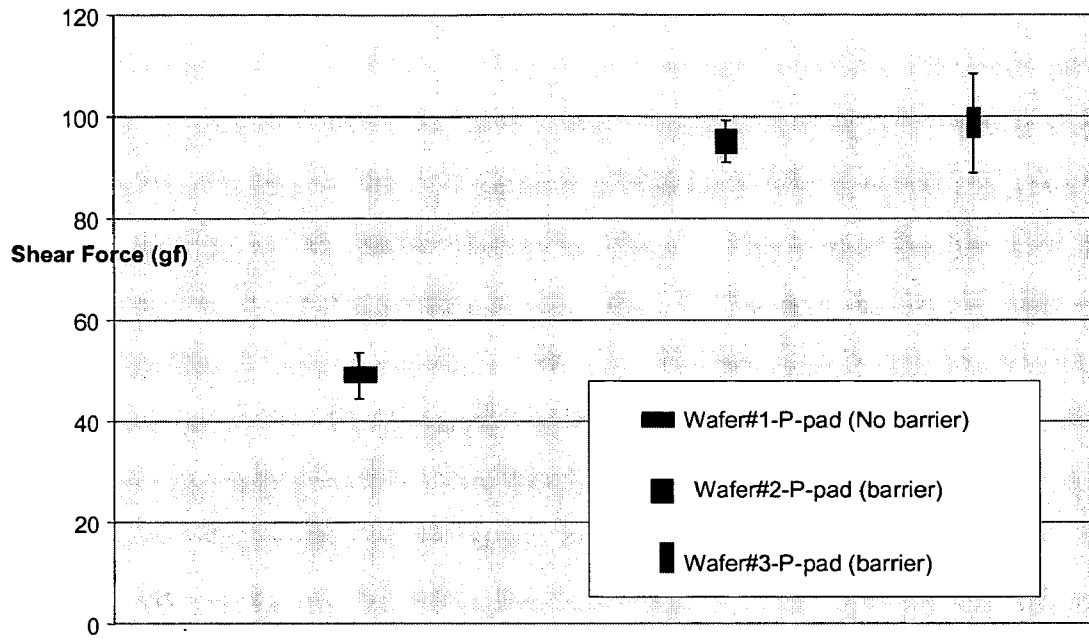 120
100
80
Shear Force (gf)
60
40
20
0
Wafer#1-P-pad (No barrier)
Wafer#2-P-pad (barrier)
Wafer#3-P-pad (barrier)